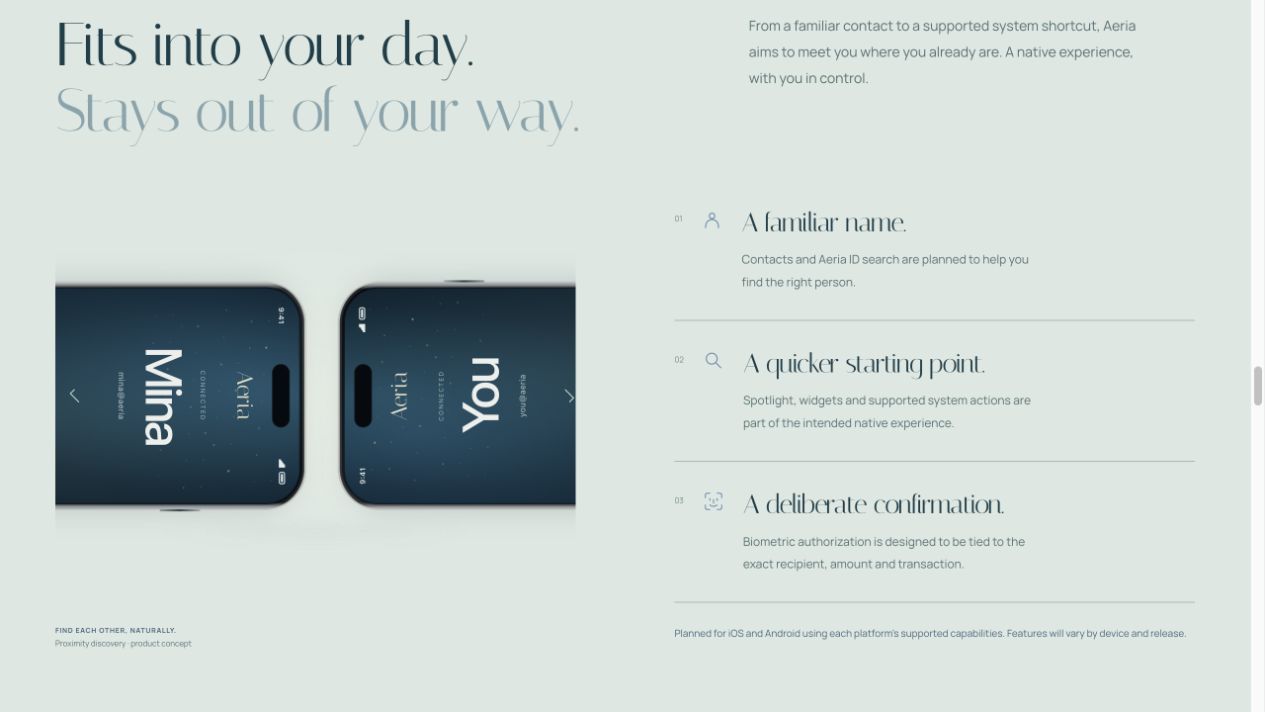 Fits into your day.
Stays out of your way.
From a familiar contact to a supported system shortcut, Aeria
aims to meet you where you already are. A native experience,
with you in control.
9:41
Aeria
CONNECTED
Mina
mina@aeria
9:41
Aeria
CONNECTED
You
you@aeria
FIND EACH OTHER, NATURALLY.
Proximity discovery · product concept
01
A familiar name.
Contacts and Aeria ID search are planned to help you
find the right person.
02
A quicker starting point.
Spotlight, widgets and supported system actions are
part of the intended native experience.
03
A deliberate confirmation.
Biometric authorization is designed to be tied to the
exact recipient, amount and transaction.
Planned for iOS and Android using each platform's supported capabilities. Features will vary by device and release.